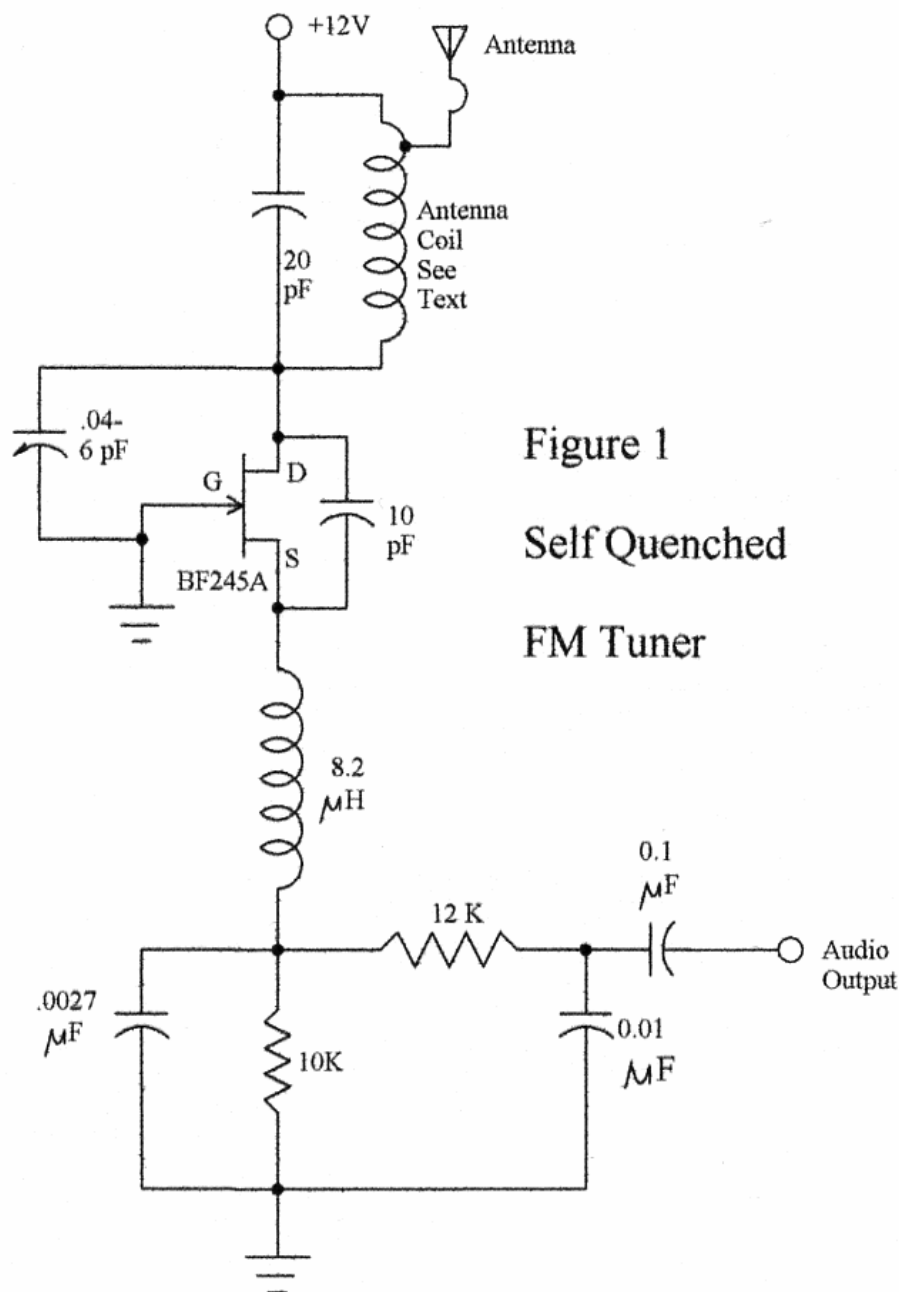 +12V
Antenna
Antenna
Coil
See
Text
20
pF
.04-
6 pF
G
D
S
BF245A
10
pF
Figure 1
Self Quenched
FM Tuner
8.2
μH
12 K
0.1
μF
Audio
Output
.0027
μF
10K
0.01
μF